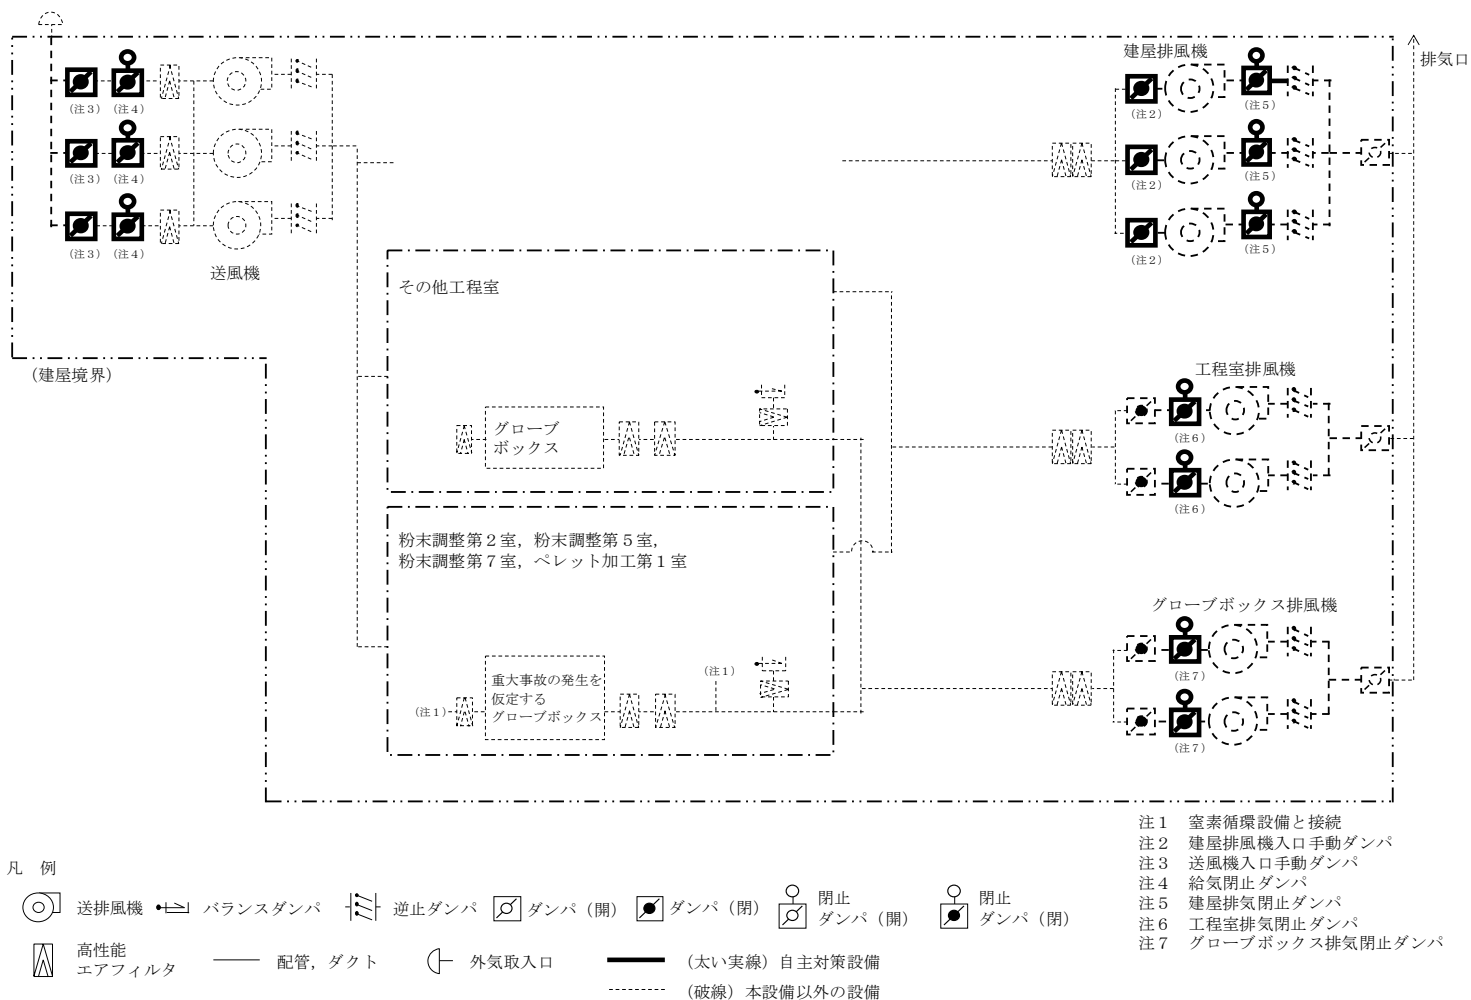 建屋排風機
排気口
(注3) (注4)
(注5)
(注2)
(注3) (注4)
(注5)
(注2)
(注3) (注4)
(注5)
(注2)
送風機
その他工程室
(建屋境界)
工程室排風機
グローブ
ボックス
(注6)
(注6)
粉末調整第2室,粉末調整第5室,
粉末調整第7室,ペレット加工第1室
グローブボックス排風機
(注7)
(注1)
重大事故の発生を
仮定する
グローブボックス
(注1)
(注7)
注1 窒素循環設備と接続
注2 建屋排風機入口手動ダンパ
注3 送風機入口手動ダンパ
注4 給気閉止ダンパ
注5 建屋排気閉止ダンパ
注6 工程室排気閉止ダンパ
注7 グローブボックス排気閉止ダンパ
凡 例
送排風機
バランスダンパ
逆止ダンパ
ダンパ(開)
ダンパ(閉)
閉止
ダンパ(開)
閉止
ダンパ(閉)
高性能
エアフィルタ
配管,ダクト
外気取入口
(太い実線)自主対策設備
(破線)本設備以外の設備